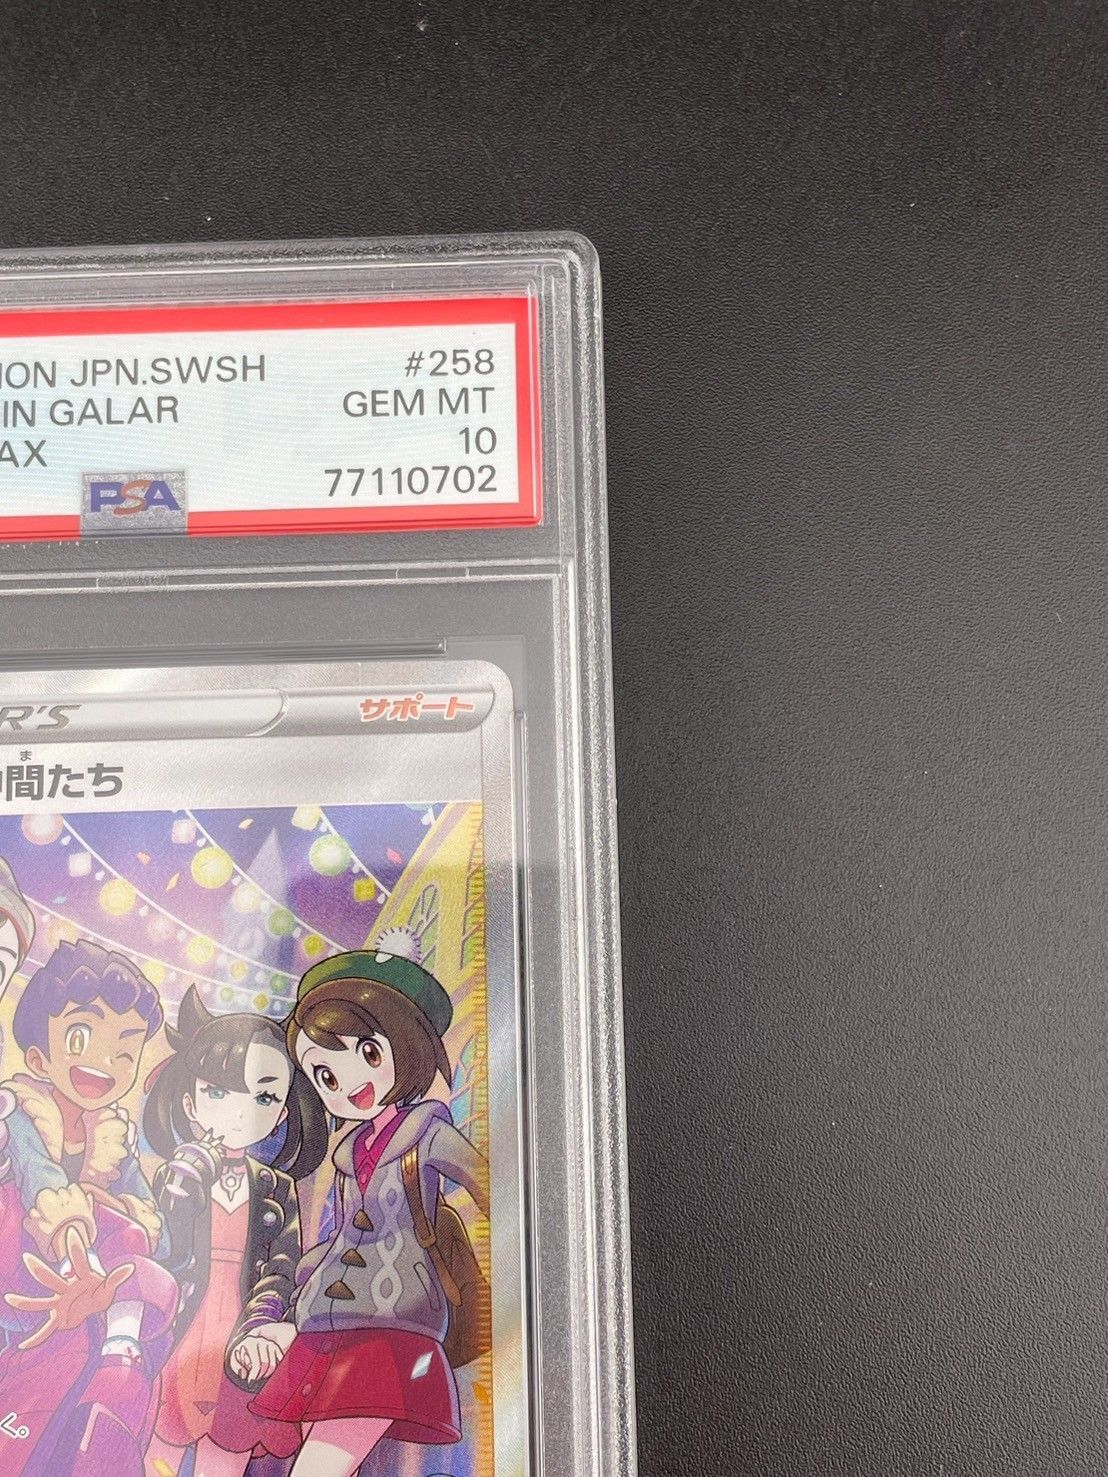 ION JPN.SWSH #258
IN GALAR GEM MT
AX 10
PSA 77110702
R'S サポート
ま
間たち
く。